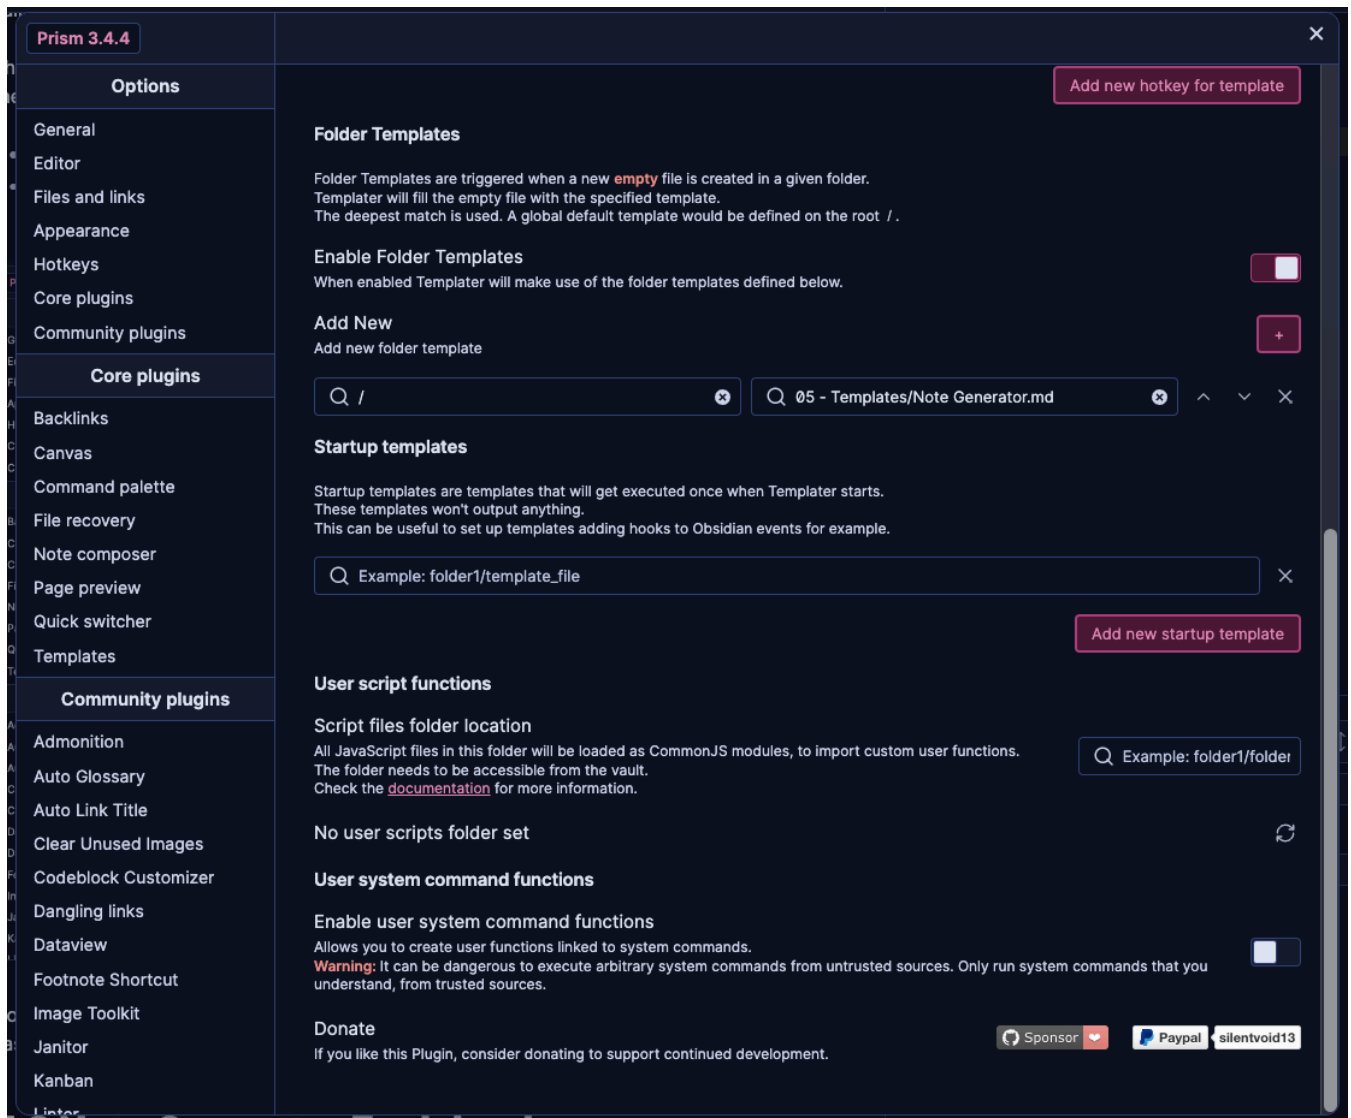 Prism 3.4.4
Options
General
Editor
Files and links
Appearance
Hotkeys
Core plugins
Community plugins
Core plugins
Backlinks
Canvas
Command palette
File recovery
Note composer
Page preview
Quick switcher
Templates
Community plugins
Admonition
Auto Glossary
Auto Link Title
Clear Unused Images
Codeblock Customizer
Dangling links
Dataview
Footnote Shortcut
Image Toolkit
Janitor
Kanban
Linter
Add new hotkey for template
Folder Templates
Folder Templates are triggered when a new empty file is created in a given folder.
Templater will fill the empty file with the specified template.
The deepest match is used. A global default template would be defined on the root / .
Enable Folder Templates
When enabled Templater will make use of the folder templates defined below.
Add New
Add new folder template
+
/
05 - Templates/Note Generator.md
Startup templates
Startup templates are templates that will get executed once when Templater starts.
These templates won't output anything.
This can be useful to set up templates adding hooks to Obsidian events for example.
Example: folder1/template_file
Add new startup template
User script functions
Script files folder location
All JavaScript files in this folder will be loaded as CommonJS modules, to import custom user functions.
The folder needs to be accessible from the vault.
Check the documentation for more information.
Example: folder1/folder
No user scripts folder set
User system command functions
Enable user system command functions
Allows you to create user functions linked to system commands.
Warning: It can be dangerous to execute arbitrary system commands from untrusted sources. Only run system commands that you
understand, from trusted sources.
Donate
If you like this Plugin, consider donating to support continued development.
Sponsor
Paypal
silentvoid13